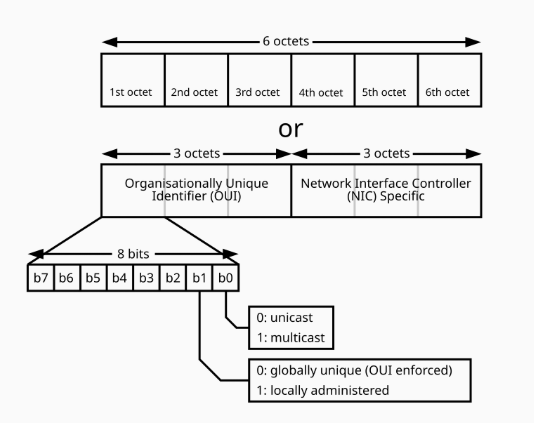 6 octets
1st octet 2nd octet 3rd octet 4th octet 5th octet 6th octet
or
3 octets 3 octets
Organisationally Unique
Identifier (OUI)
Network Interface Controller
(NIC) Specific
8 bits
b7 b6 b5 b4 b3 b2 b1 b0
0: unicast
1: multicast
0: globally unique (OUI enforced)
1: locally administered